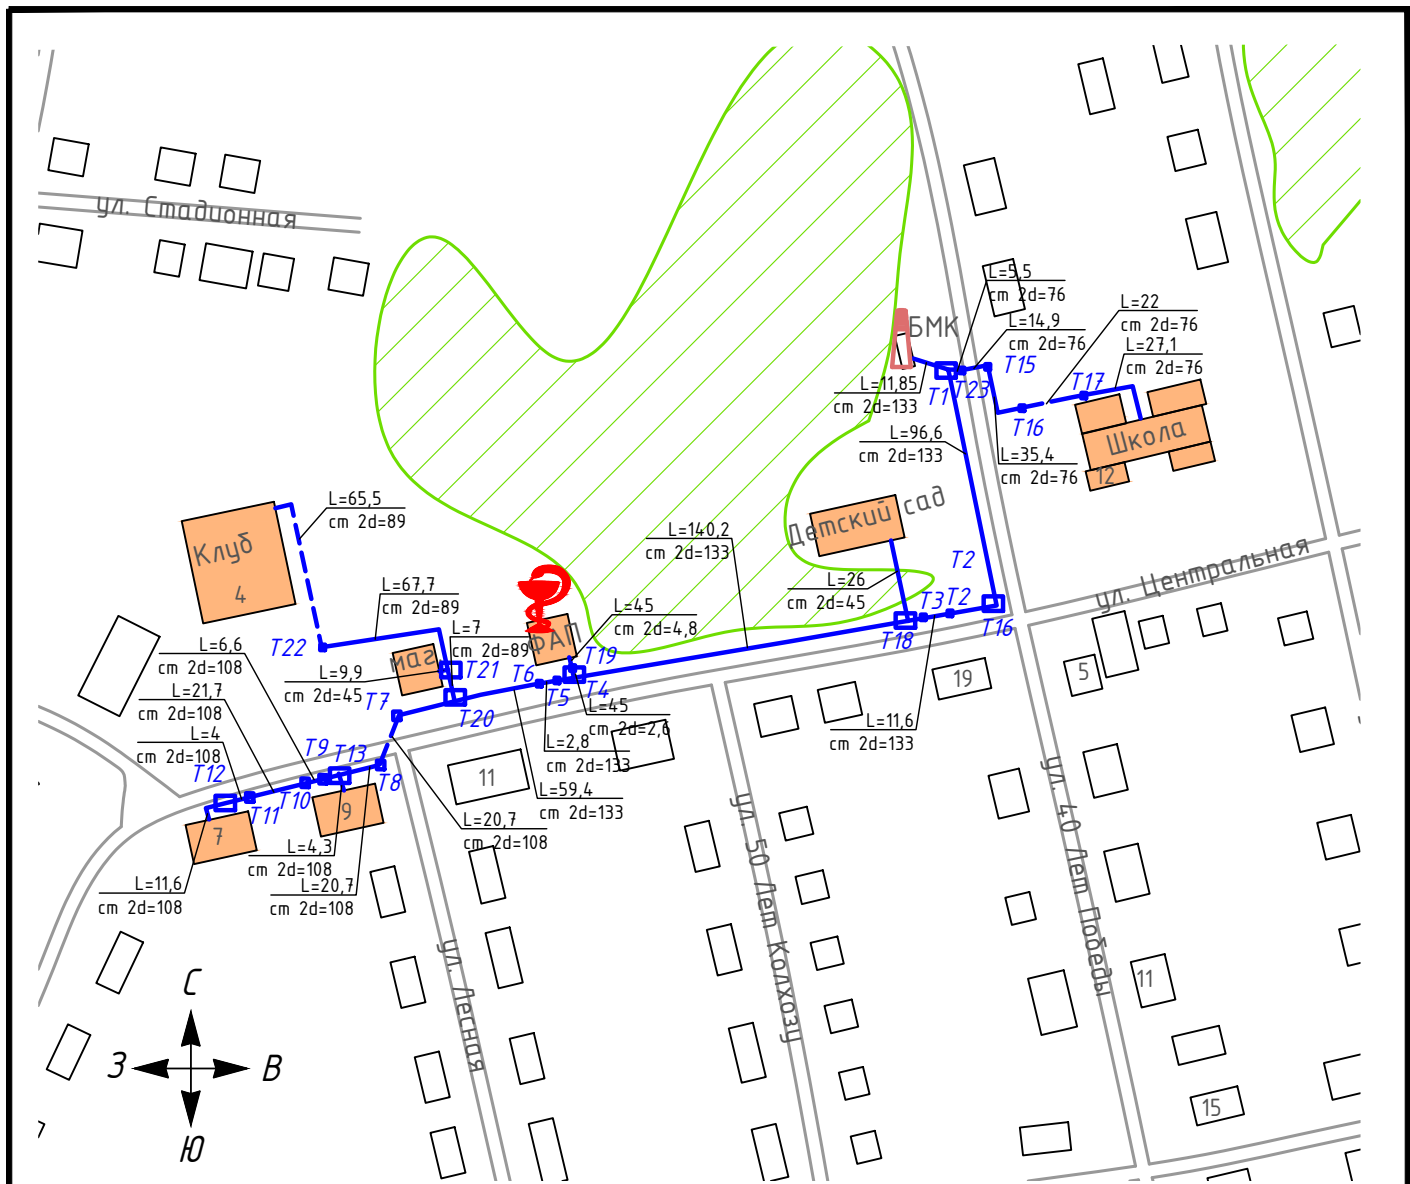 ул. Стадионная
L=5,5
ст 2d=76
L=22
ст 2d=76
БМК
L=14,9
ст 2d=76
L=27,1
ст 2d=76
T15
T1
T23
T17
L=11,85
ст 2d=133
T16
L=96,6
ст 2d=133
Школа
12
L=35,4
ст 2d=76
L=65,5
ст 2d=89
Детский сад
L=140,2
ст 2d=133
Клуб
4
T2
ул. Центральная
L=67,7
ст 2d=89
L=26
ст 2d=45
L=45
ст 2d=4,8
T3
T2
T16
T18
L=7
ст 2d=89
ФАП
L=6,6
ст 2d=108
T22
маг
T19
T21
T6
T5
T4
L=9,9
ст 2d=45
19
5
L=21,7
ст 2d=108
T7
T20
L=45
ст 2d=2,6
L=11,6
ст 2d=133
L=4
ст 2d=108
T9
T13
L=2,8
ст 2d=133
T12
T8
11
T11
T10
L=59,4
ст 2d=133
9
7
L=20,7
ст 2d=108
L=4,3
ст 2d=108
L=11,6
ст 2d=108
L=20,7
ст 2d=108
ул. Лесная
ул. 50 Лет Колхозу
ул. 40 Лет Победы
11
15
С
З
В
Ю